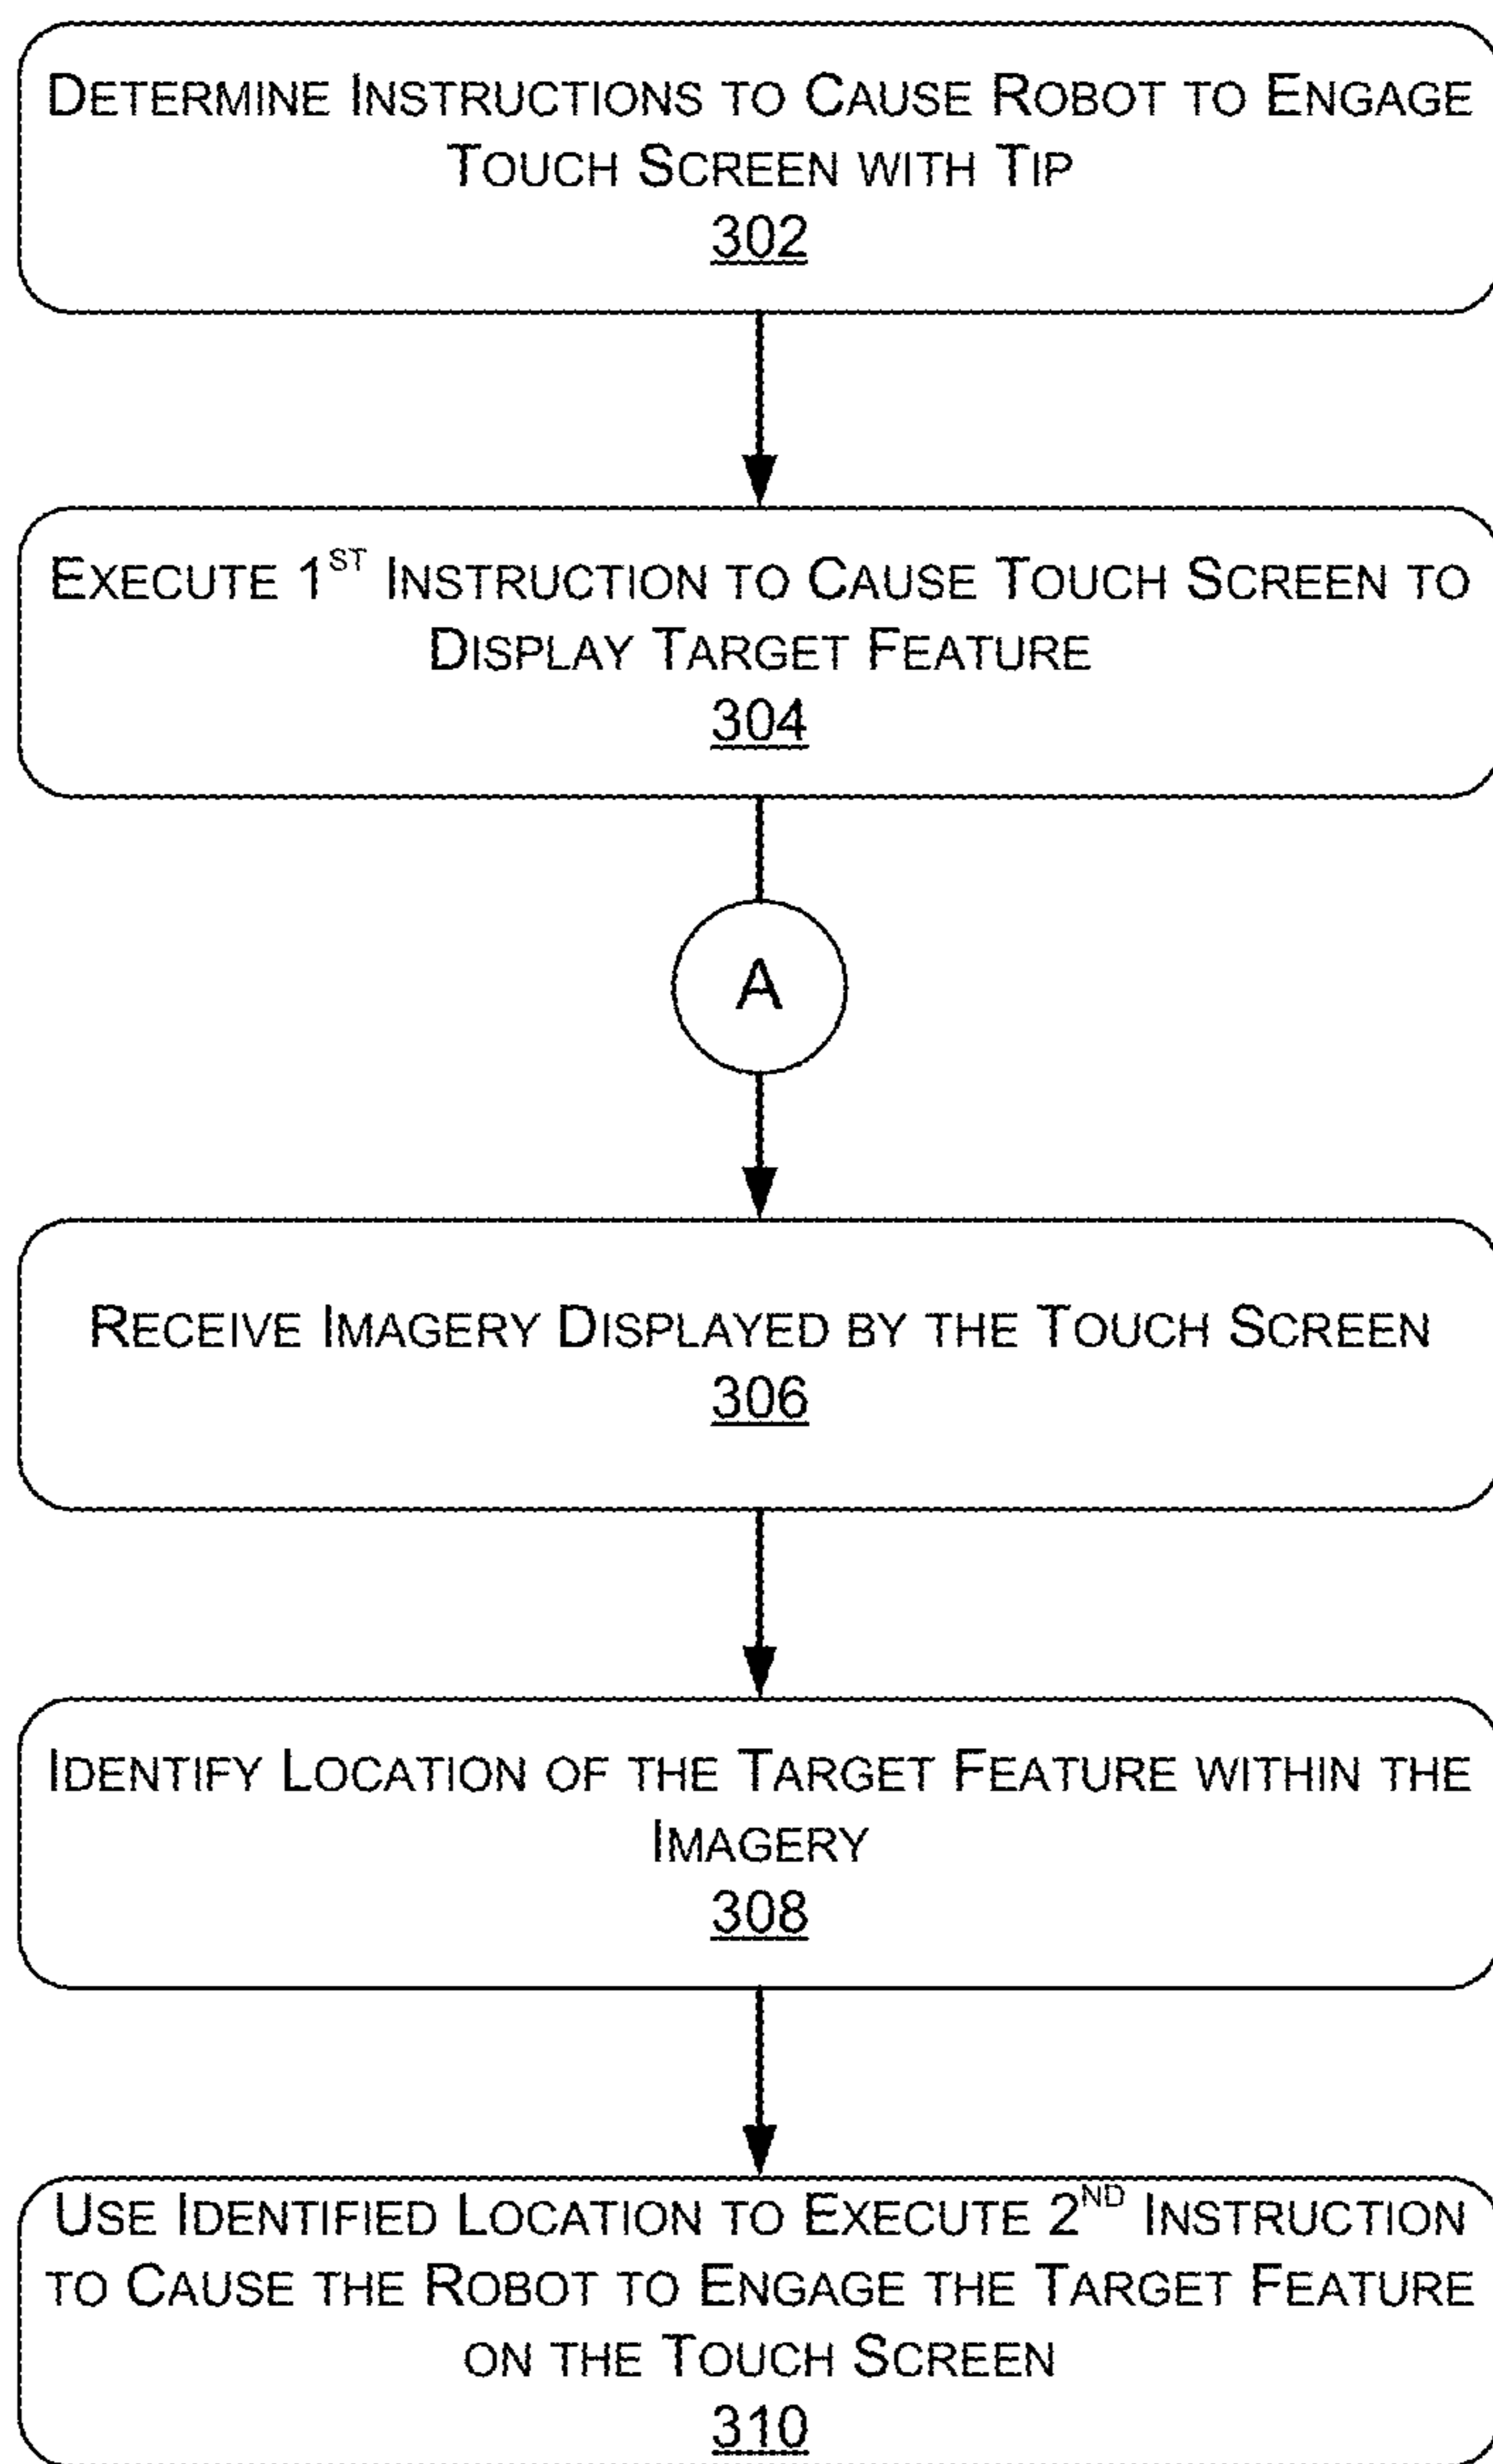 DETERMINE INSTRUCTIONS TO CAUSE ROBOT TO ENGAGE
TOUCH SCREEN WITH TIP
302
EXECUTE 1ST INSTRUCTION TO CAUSE TOUCH SCREEN TO
DISPLAY TARGET FEATURE
304
A
RECEIVE IMAGERY DISPLAYED BY THE TOUCH SCREEN
306
IDENTIFY LOCATION OF THE TARGET FEATURE WITHIN THE
IMAGERY
308
USE IDENTIFIED LOCATION TO EXECUTE 2ND INSTRUCTION
TO CAUSE THE ROBOT TO ENGAGE THE TARGET FEATURE
ON THE TOUCH SCREEN
310